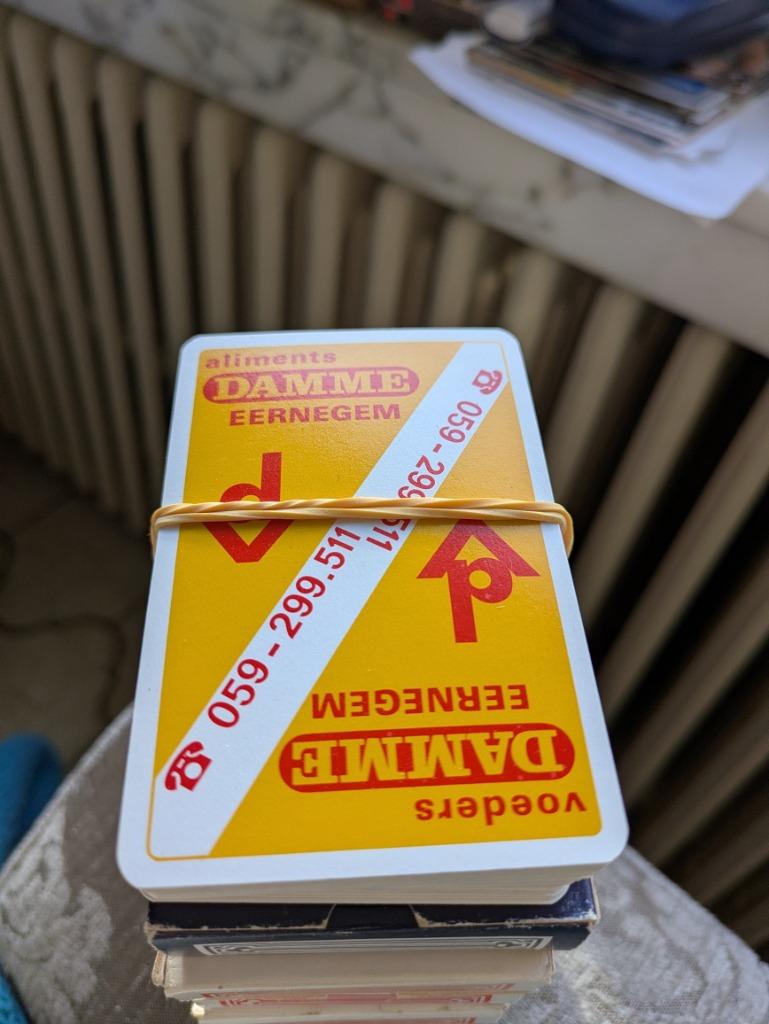 aliments
DAMME
EERNEGEM
059-299.511
059-299.511
voeders
DAMME
EERNEGEM